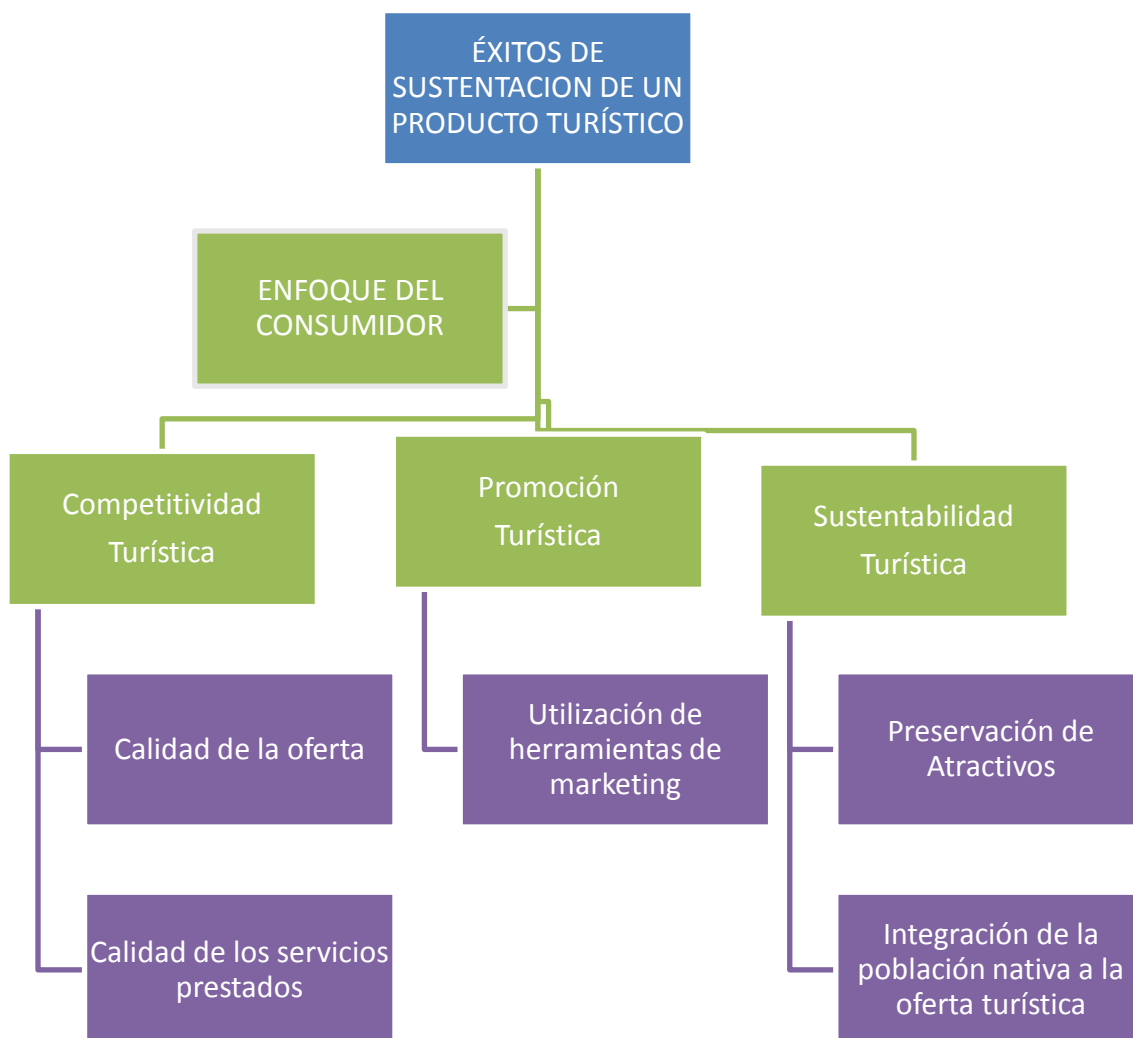 ÉXITOS DE
SUSTENTACION DE UN
PRODUCTO TURÍSTICO
ENFOQUE DEL
CONSUMIDOR
Competitividad
Turística
Promoción
Turística
Sustentabilidad
Turística
Calidad de la oferta
Utilización de
herramientas de
marketing
Preservación de
Atractivos
Calidad de los servicios
prestados
Integración de la
población nativa a la
oferta turística